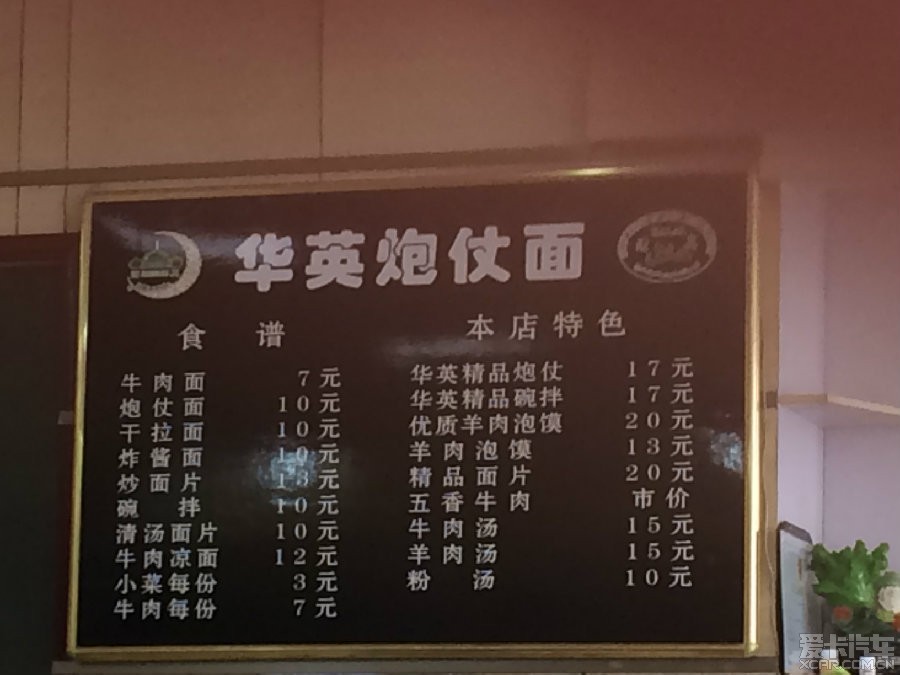 华英炮仗面
食谱
牛肉面 7元
炮仗面 10元
干拉面 10元
炸酱面 10元
炒面片 13元
碗拌 10元
清汤面片 10元
牛肉凉面 12元
小菜每份 3元
牛肉每份 7元
本店特色
华英精品炮仗 17元
华英精品碗拌 17元
优质羊肉泡馍 20元
羊肉泡馍 13元
精品面片 20元
五香牛肉 市价
牛肉汤 15元
羊肉汤 15元
粉汤 10元
爱卡汽车
XCAR.COM.CN